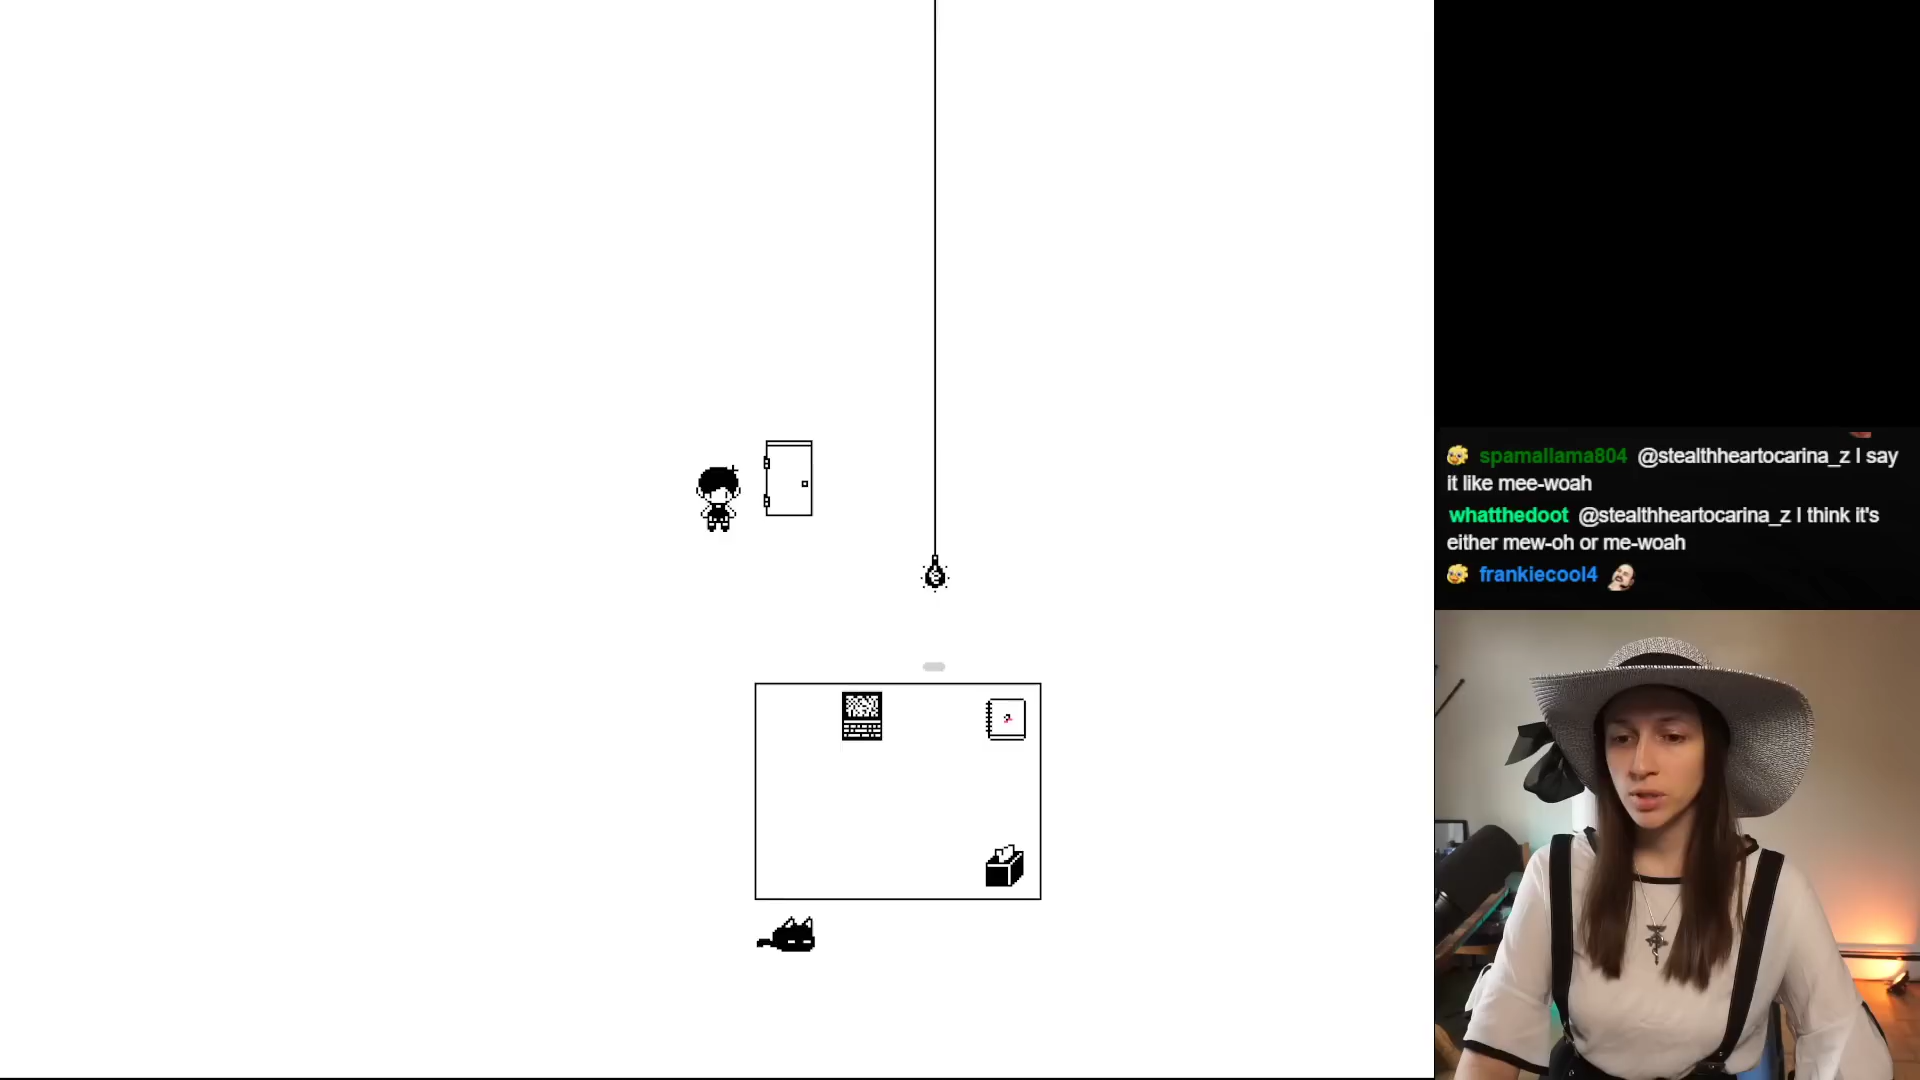 spamallama804 @stealthheartocarina_z I say
it like mee-woah
whatthedoot @stealthheartocarina_z I think it's
either mew-oh or me-woah
frankiecool4